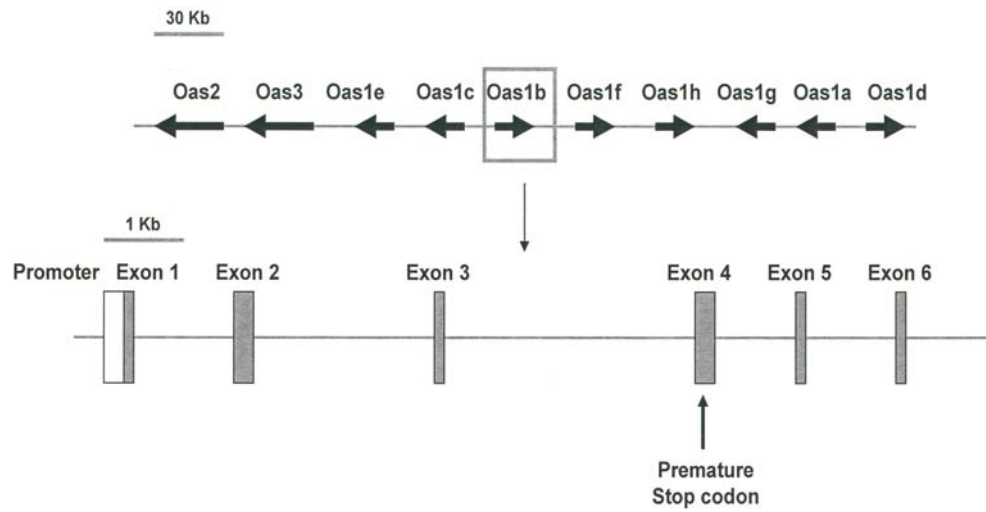 30 Kb
Oas2 Oas3 Oas1e Oas1c Oas1b Oas1f Oas1h Oas1g Oas1a Oas1d
1 Kb
Promoter Exon 1 Exon 2 Exon 3 Exon 4 Exon 5 Exon 6
Premature
Stop codon